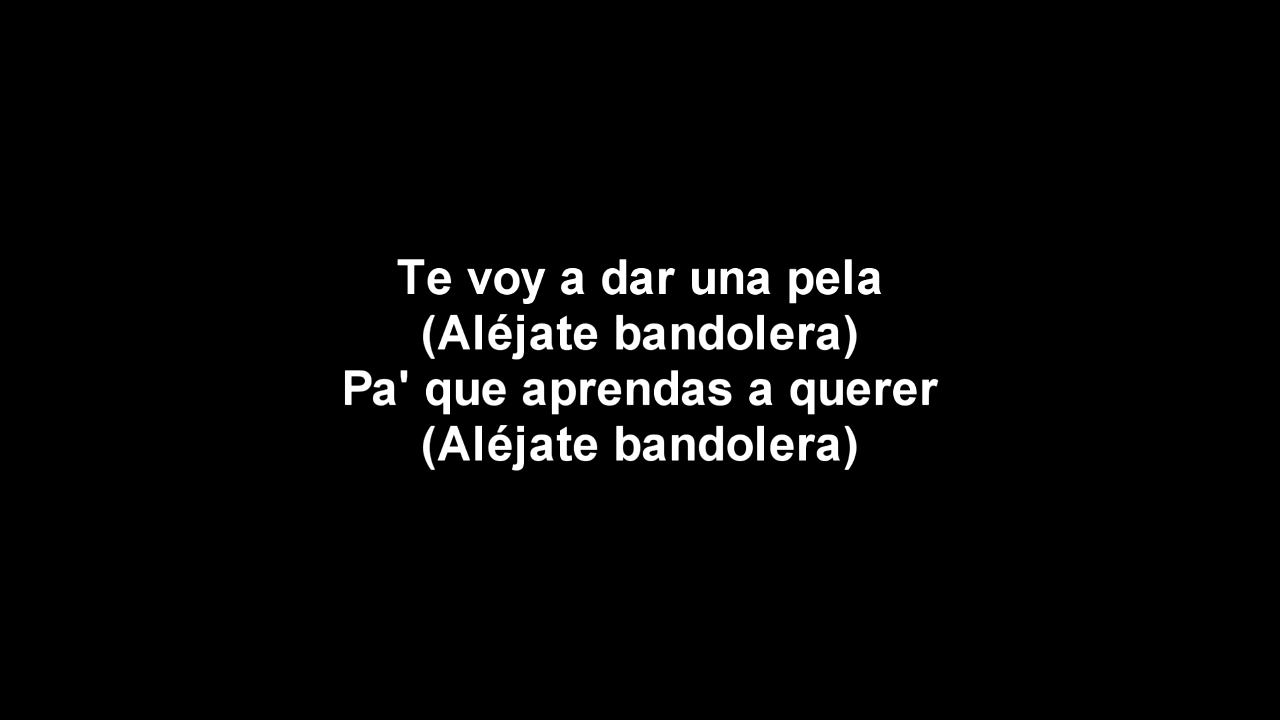 Te voy a dar una pela
(Aléjate bandolera)
Pa' que aprendas a querer
(Aléjate bandolera)